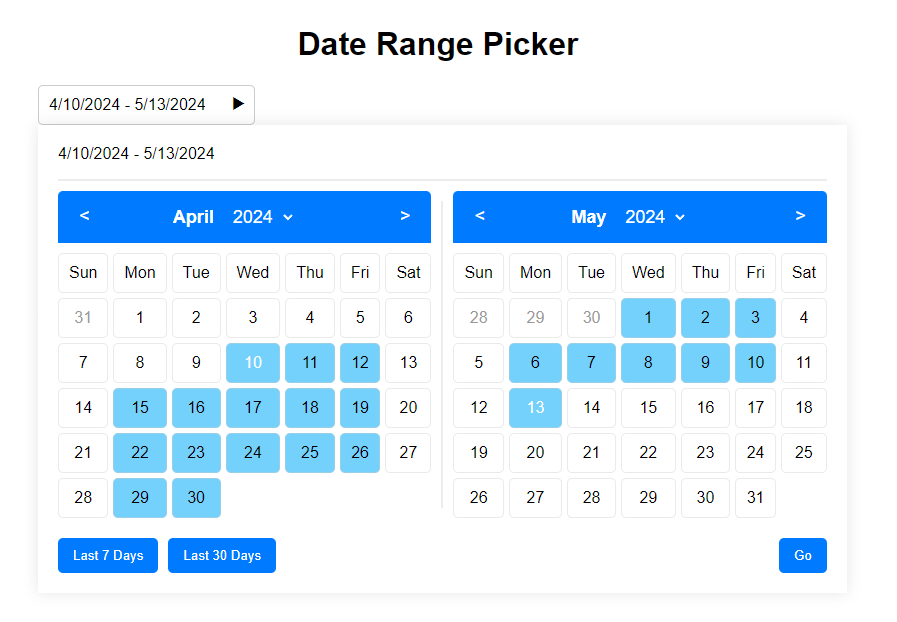 Date Range Picker
4/10/2024 - 5/13/2024
4/10/2024 - 5/13/2024
< April 2024 >
Sun Mon Tue Wed Thu Fri Sat
31 1 2 3 4 5 6
7 8 9 10 11 12 13
14 15 16 17 18 19 20
21 22 23 24 25 26 27
28 29 30
< May 2024 >
Sun Mon Tue Wed Thu Fri Sat
28 29 30 1 2 3 4
5 6 7 8 9 10 11
12 13 14 15 16 17 18
19 20 21 22 23 24 25
26 27 28 29 30 31
Last 7 Days Last 30 Days Go